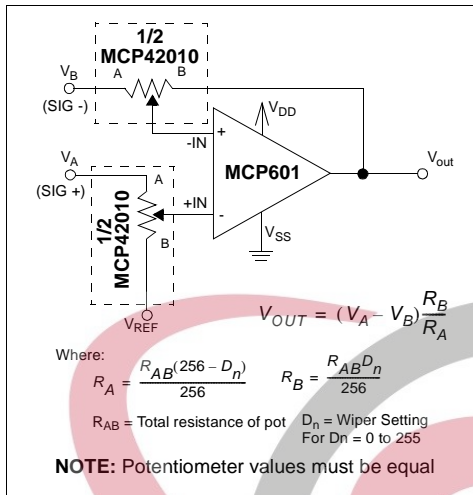 1/2
MCP42010
V_B
A
B
(SIG -)
V_DD
+
-IN
MCP601
V_out
V_A
(SIG +)
A
+IN
-
1/2
MCP42010
B
V_SS
V_REF
V_OUT = (V_A – V_B) R_B/R_A
Where:
R_A = R_AB(256 – D_n)/256
R_B = R_AB D_n/256
R_AB = Total resistance of pot
D_n = Wiper Setting
For Dn = 0 to 255
NOTE: Potentiometer values must be equal